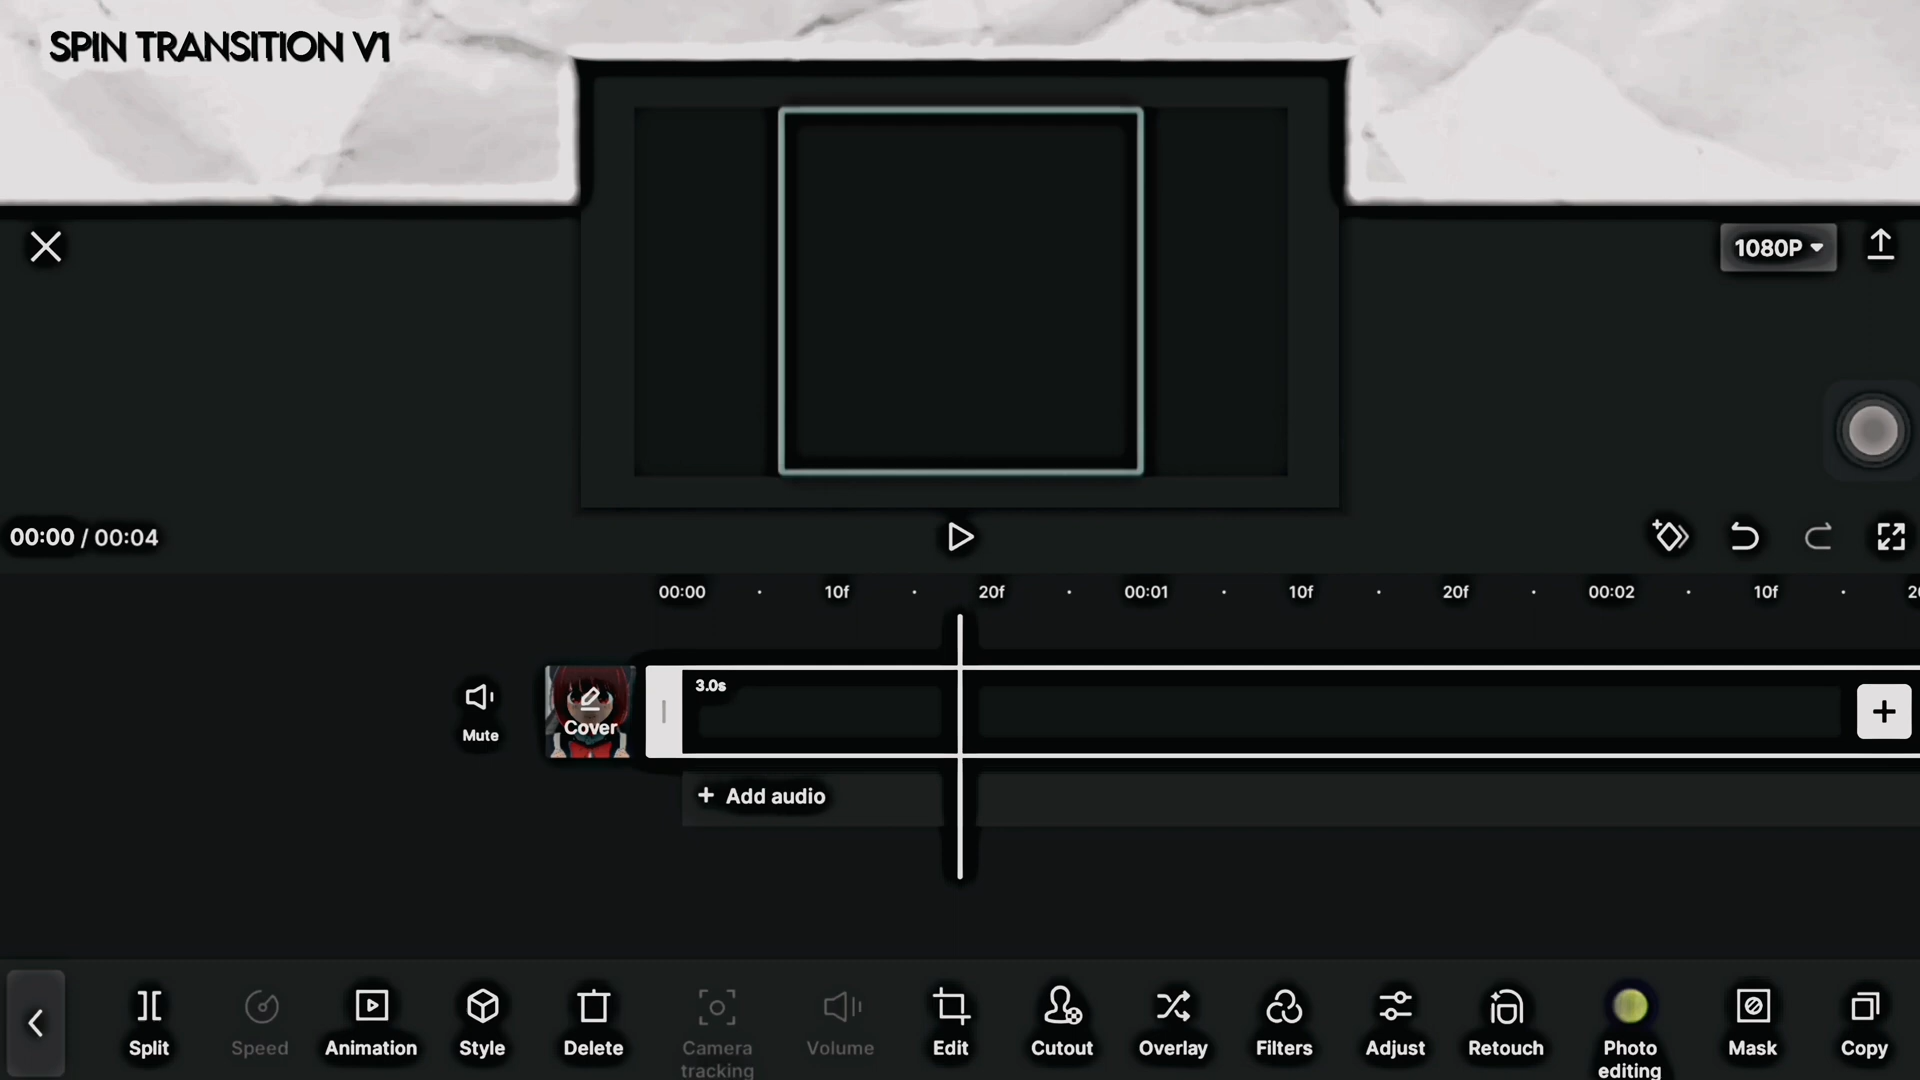 SPIN TRANSITION V1
1080P
00:00 / 00:04
00:00 10f 20f 00:01 10f 20f 00:02 10f
3.0s
Mute
Cover
+ Add audio
Split
Speed
Animation
Style
Delete
Camera
tracking
Volume
Edit
Cutout
Overlay
Filters
Adjust
Retouch
Photo
editing
Mask
Copy